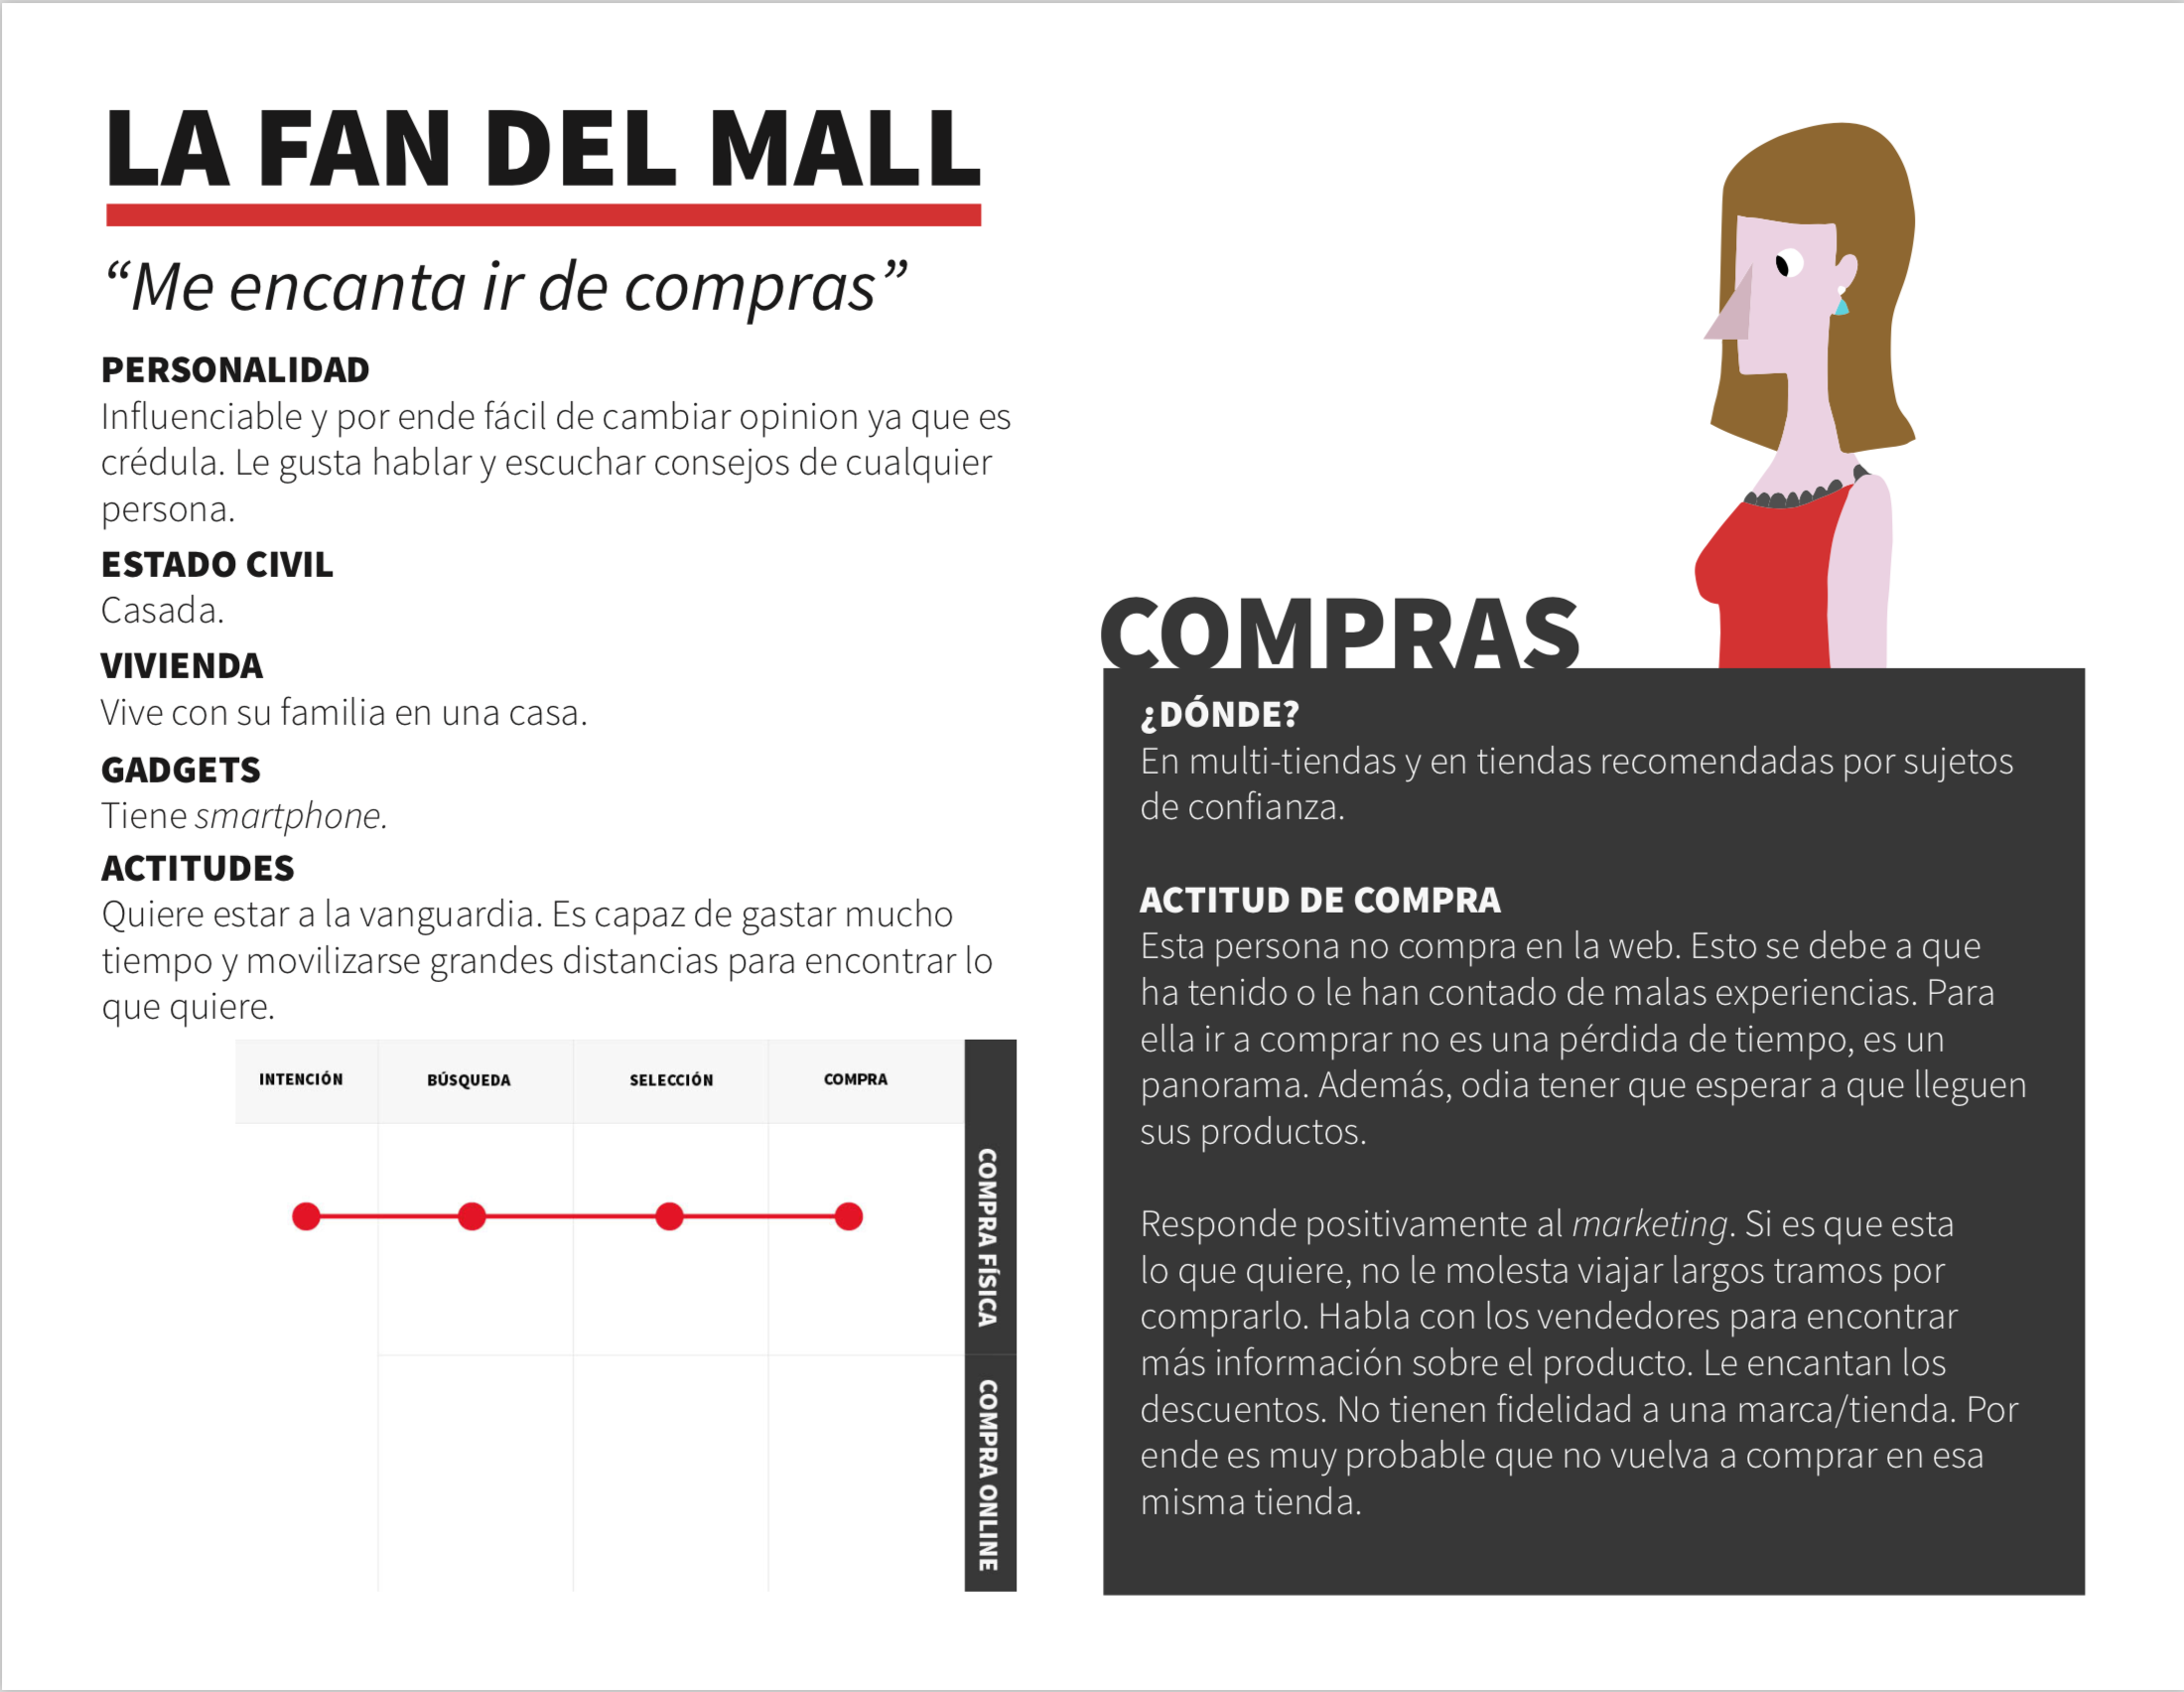 LA FAN DEL MALL
“Me encanta ir de compras”
PERSONALIDAD
Influenciable y por ende fácil de cambiar opinion ya que es
crédula. Le gusta hablar y escuchar consejos de cualquier
persona.
ESTADO CIVIL
Casada.
VIVIENDA
Vive con su familia en una casa.
GADGETS
Tiene smartphone.
ACTITUDES
Quiere estar a la vanguardia. Es capaz de gastar mucho
tiempo y movilizarse grandes distancias para encontrar lo
que quiere.
INTENCIÓN
BÚSQUEDA
SELECCIÓN
COMPRA
COMPRA FÍSICA
COMPRA ONLINE
COMPRAS
¿DÓNDE?
En multi-tiendas y en tiendas recomendadas por sujetos
de confianza.
ACTITUD DE COMPRA
Esta persona no compra en la web. Esto se debe a que
ha tenido o le han contado de malas experiencias. Para
ella ir a comprar no es una pérdida de tiempo, es un
panorama. Además, odia tener que esperar a que lleguen
sus productos.
Responde positivamente al marketing. Si es que esta
lo que quiere, no le molesta viajar largos tramos por
comprarlo. Habla con los vendedores para encontrar
más información sobre el producto. Le encantan los
descuentos. No tienen fidelidad a una marca/tienda. Por
ende es muy probable que no vuelva a comprar en esa
misma tienda.